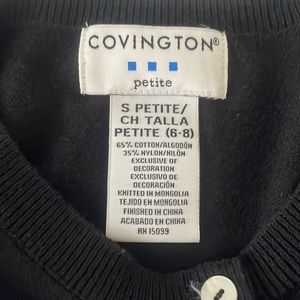 COVINGTON®
petite
S PETITE/
CH TALLA
PETITE (6-8)
65% COTTON/ALGODÓN
35% NYLON/NILÓN
EXCLUSIVE OF
DECORATION
EXCLUSIVO DE
DECORACIÓN
KNITTED IN MONGOLIA
TEJIDO EN MONGOLIA
FINISHED IN CHINA
ACABADO EN CHINA
RN 15099